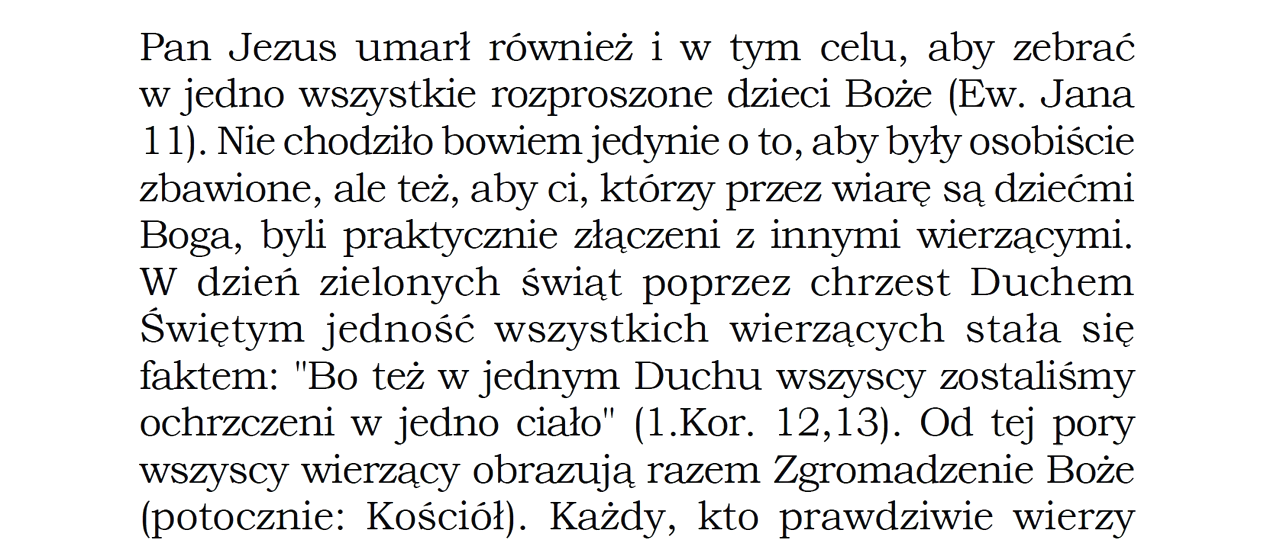 Pan Jezus umarł również i w tym celu, aby zebrać
w jedno wszystkie rozproszone dzieci Boże (Ew. Jana
11). Nie chodziło bowiem jedynie o to, aby były osobiście
zbawione, ale też, aby ci, którzy przez wiarę są dziećmi
Boga, byli praktycznie złączeni z innymi wierzącymi.
W dzień zielonych świąt poprzez chrzest Duchem
Świętym jedność wszystkich wierzących stała się
faktem: "Bo też w jednym Duchu wszyscy zostaliśmy
ochrzczeni w jedno ciało" (1.Kor. 12,13). Od tej pory
wszyscy wierzący obrazują razem Zgromadzenie Boże
(potocznie: Kościół). Każdy, kto prawdziwie wierzy